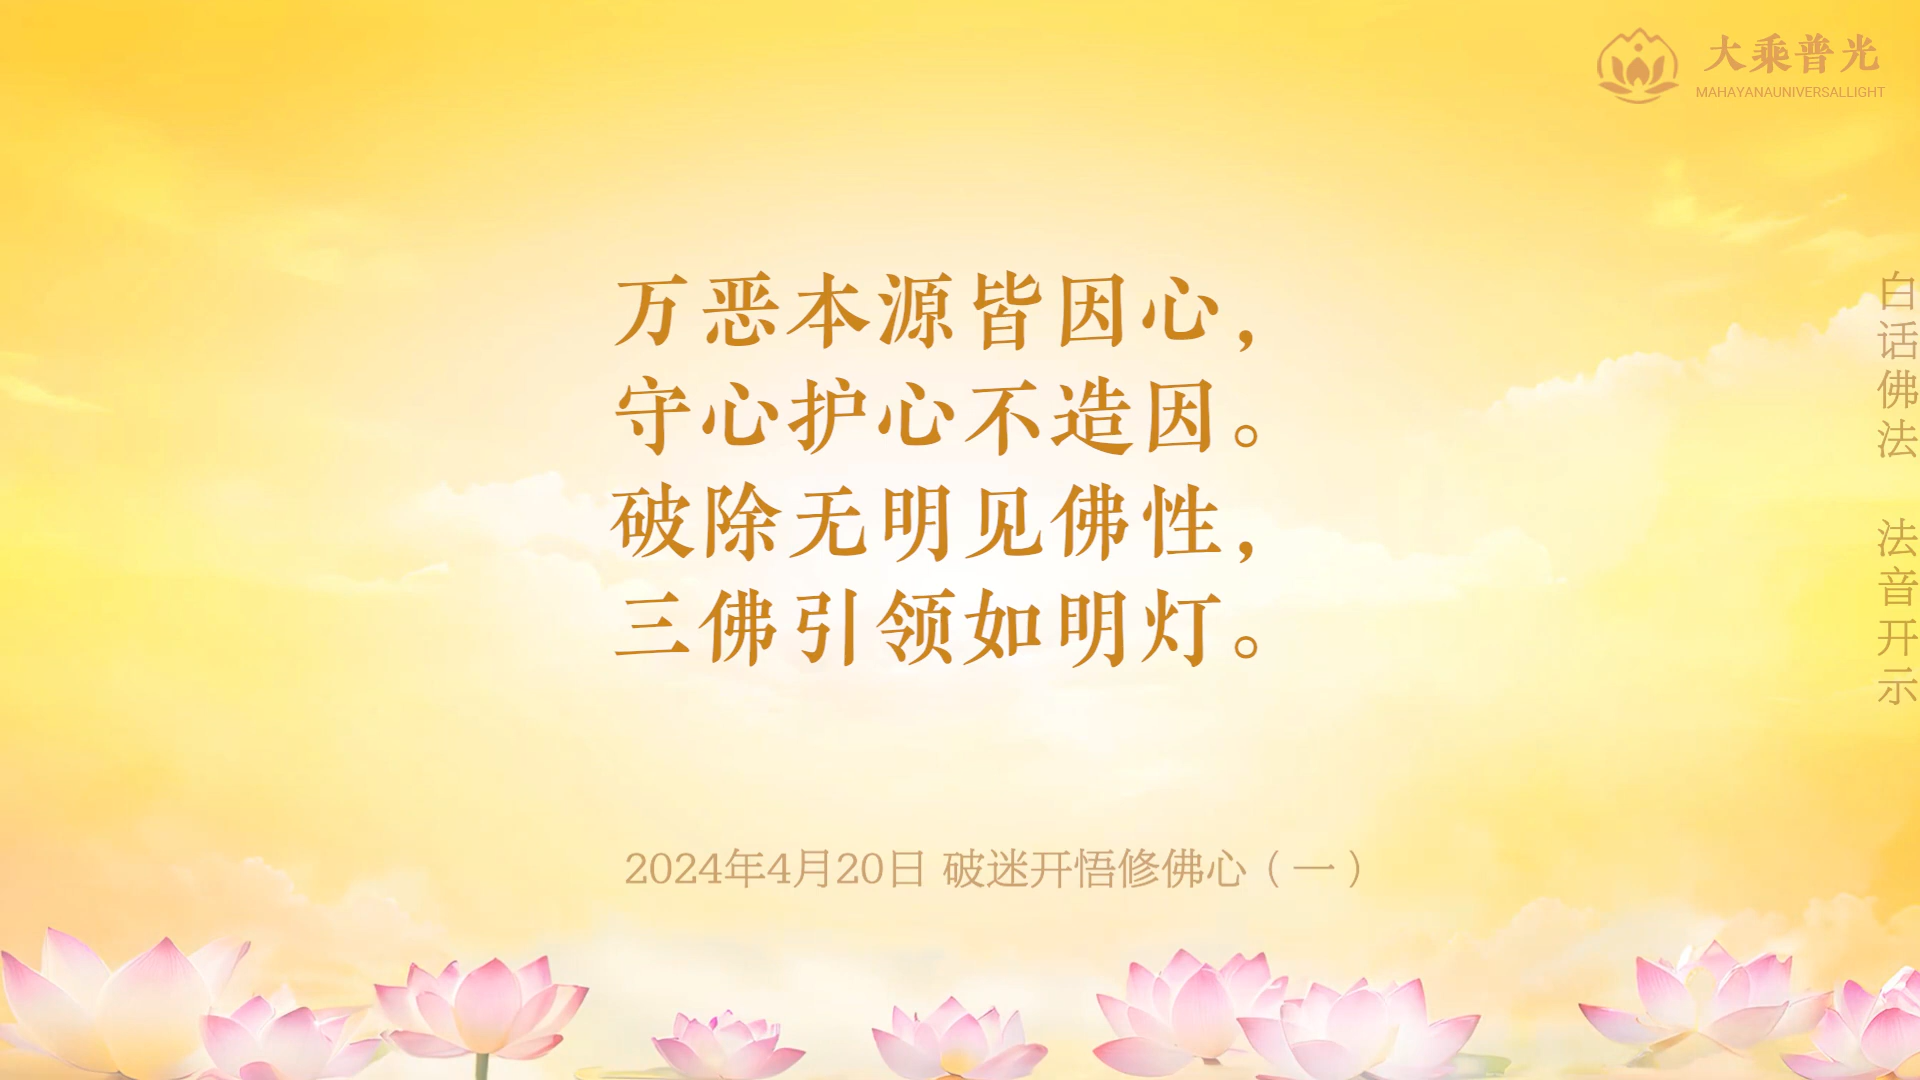 大乘普光
MAHAYANAUNIVERSALLIGHT
万恶本源皆因心，
守心护心不造因。
破除无明见佛性，
三佛引领如明灯。
白话佛法 法音开示
2024年4月20日 破迷开悟修佛心（一）